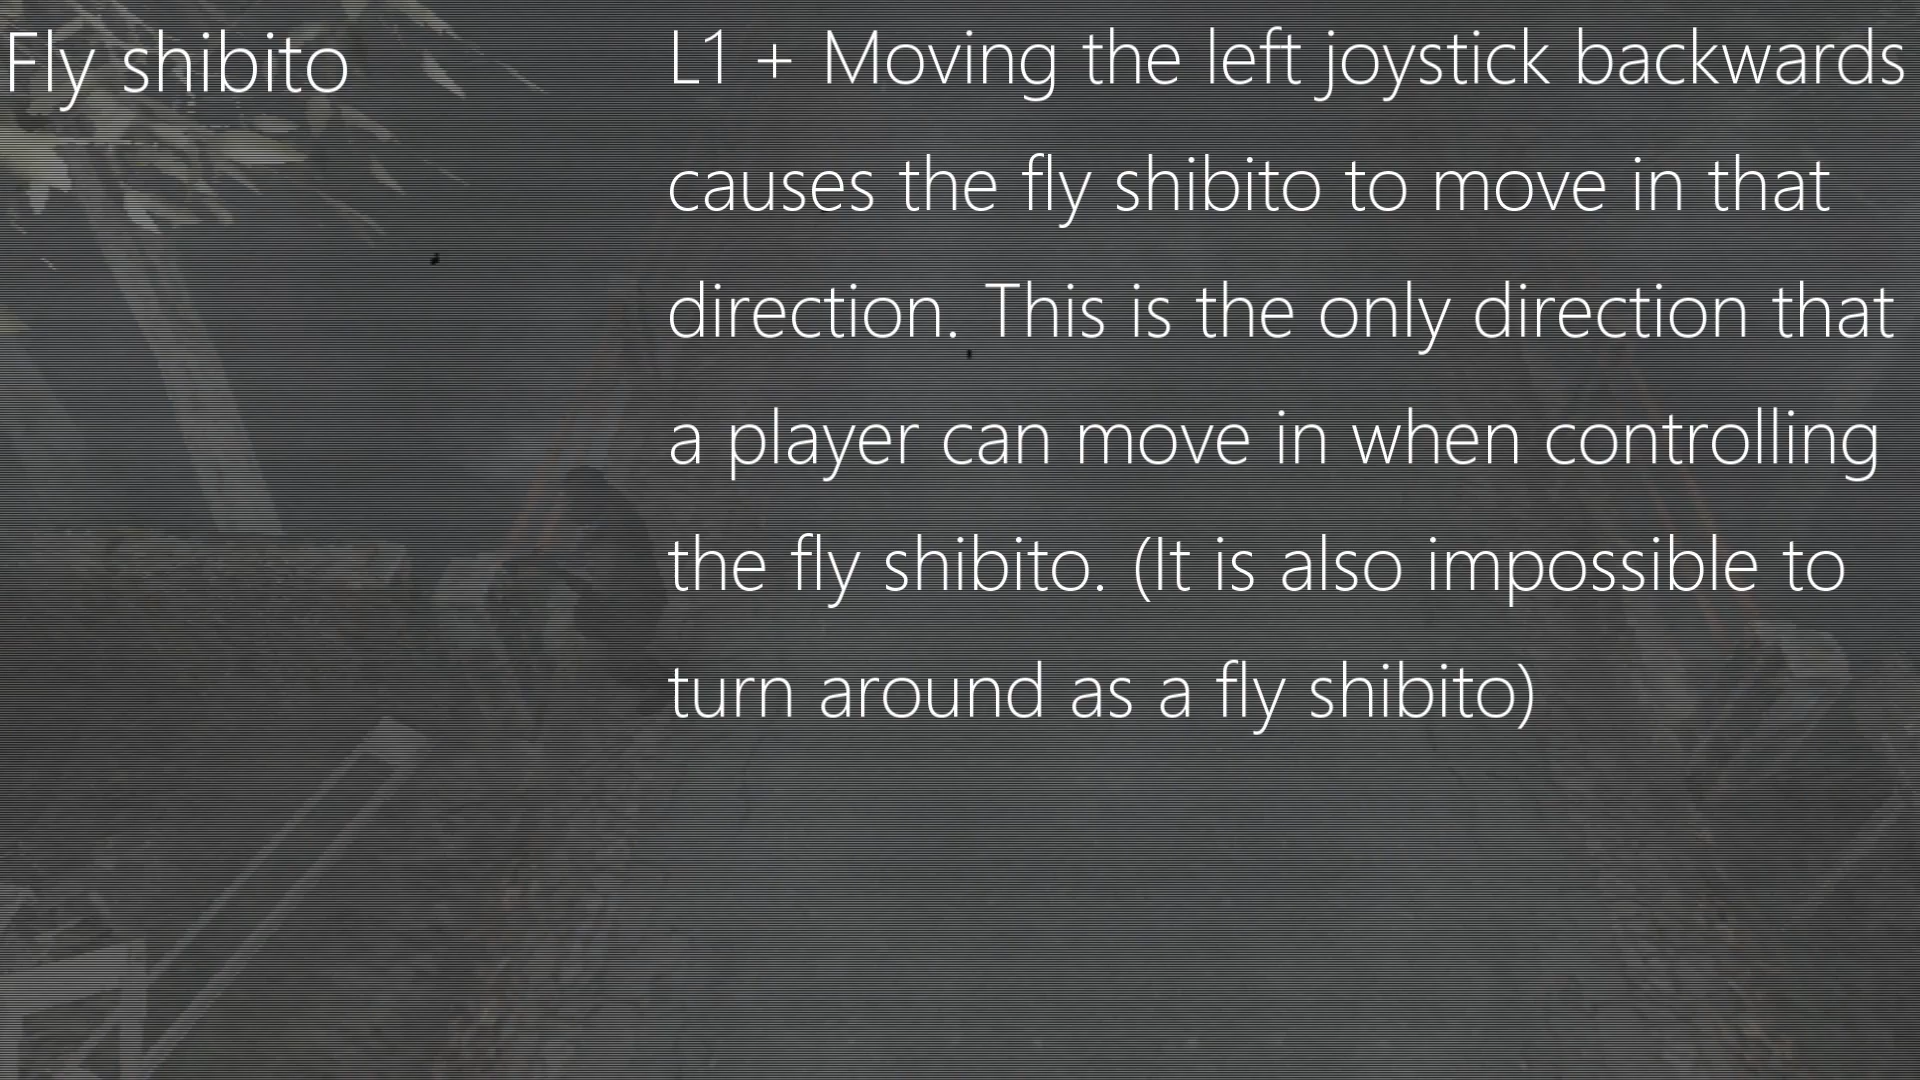 Fly shibito
L1 + Moving the left joystick backwards
causes the fly shibito to move in that
direction. This is the only direction that
a player can move in when controlling
the fly shibito. (It is also impossible to
turn around as a fly shibito)